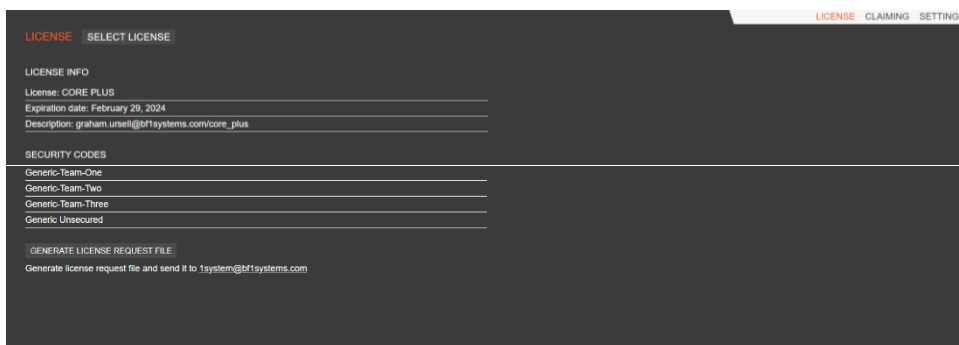 LICENSE CLAIMING SETTING
LICENSE SELECT LICENSE
LICENSE INFO
License: CORE PLUS
Expiration date: February 29, 2024
Description: graham.ursell@bf1systems.com/core_plus
SECURITY CODES
Generic-Team-One
Generic-Team-Two
Generic-Team-Three
Generic Unsecured
GENERATE LICENSE REQUEST FILE
Generate license request file and send it to 1system@bf1systems.com